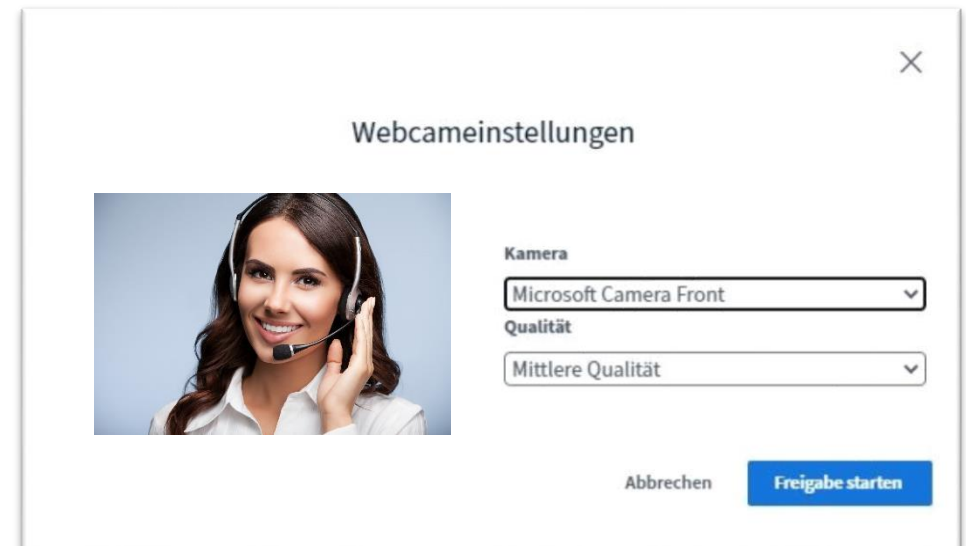 Webcameinstellungen
Kamera
Microsoft Camera Front
Qualität
Mittlere Qualität
Abbrechen
Freigabe starten